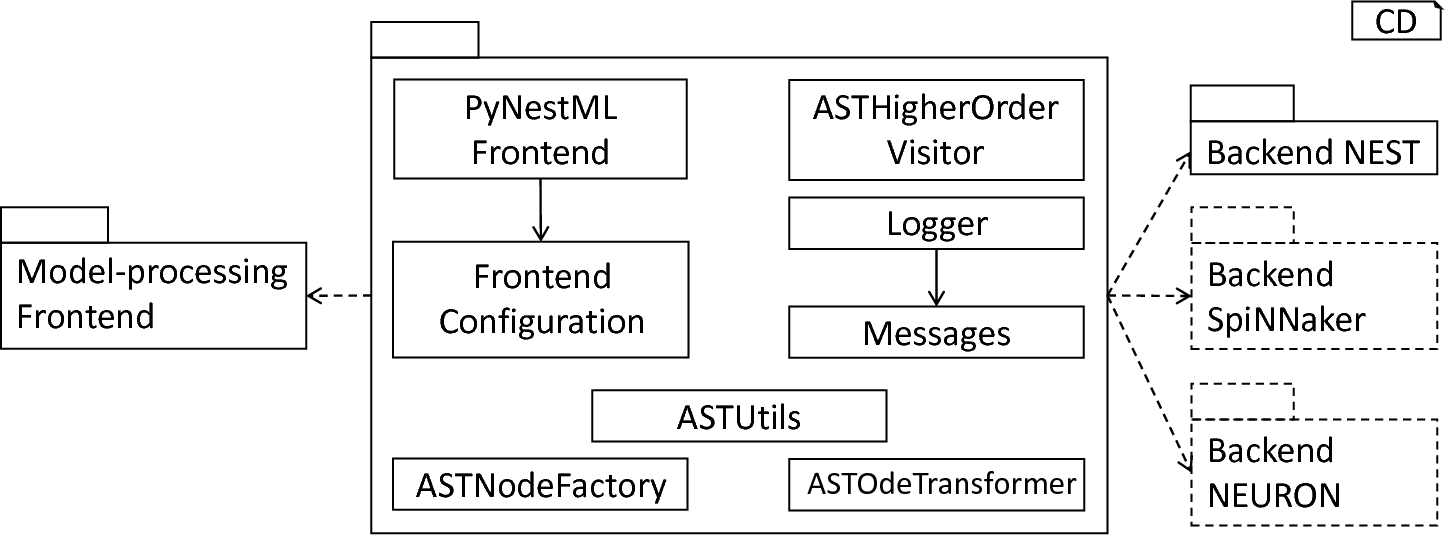 CD
PyNestML
Frontend
ASTHigherOrder
Visitor
Backend NEST
Logger
Model-processing
Frontend
Frontend
Configuration
Messages
Backend
SpiNNaker
ASTUtils
ASTNodeFactory
ASTOdeTransformer
Backend
NEURON